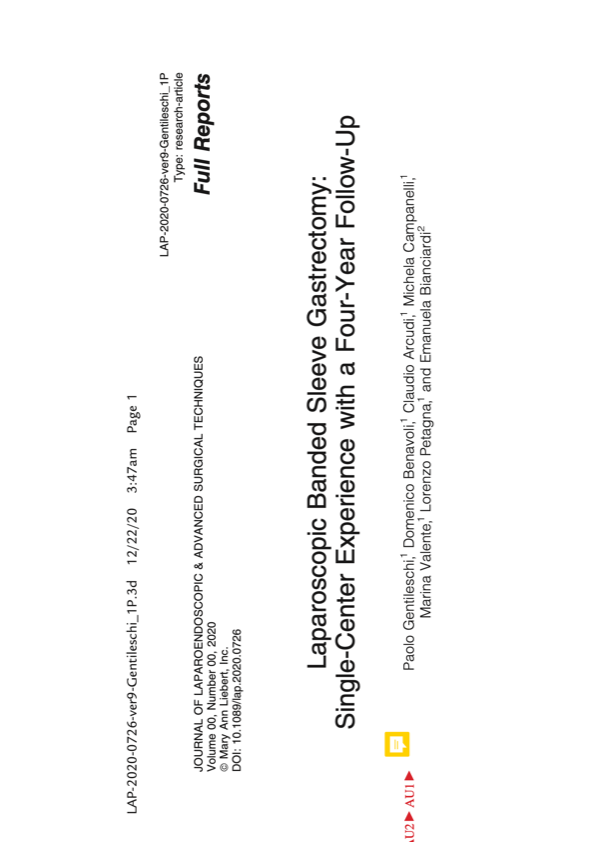 LAP-2020-0726-ver9-Gentileschi_1P.3d 12/22/20 3:47am Page 1
LAP-2020-0726-ver9-Gentileschi_1P
Type: research-article
JOURNAL OF LAPAROENDOSCOPIC & ADVANCED SURGICAL TECHNIQUES
Volume 00, Number 00, 2020
© Mary Ann Liebert, Inc.
DOI: 10.1089/lap.2020.0726
Full Reports
Laparoscopic Banded Sleeve Gastrectomy:
Single-Center Experience with a Four-Year Follow-Up
AU2▶ AU1▶
Paolo Gentileschi,¹ Domenico Benavoli,¹ Claudio Arcudi,¹ Michela Campanelli,¹
Marina Valente,¹ Lorenzo Petagna,¹ and Emanuela Bianciardi²